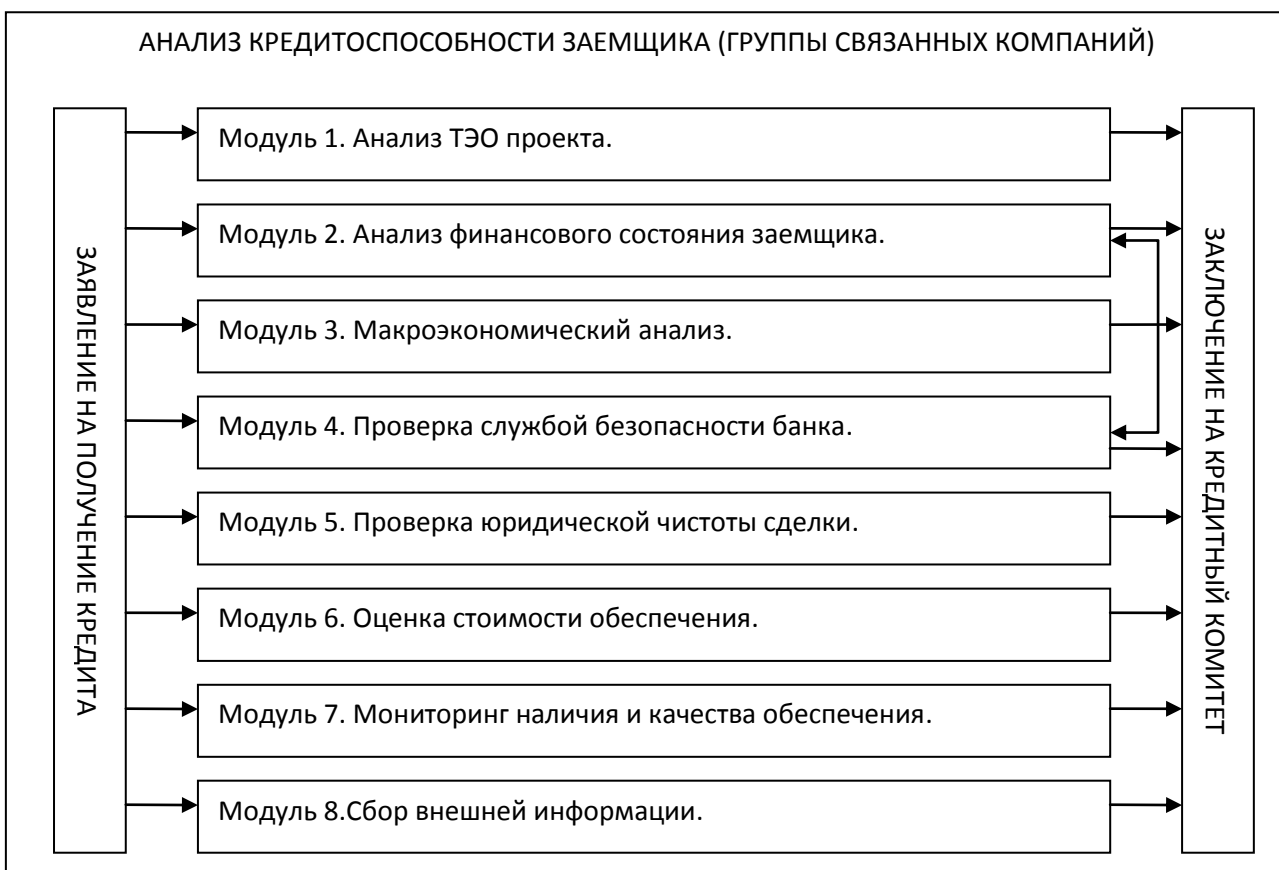 АНАЛИЗ КРЕДИТОСПОСОБНОСТИ ЗАЕМЩИКА (ГРУППЫ СВЯЗАННЫХ КОМПАНИЙ)
ЗАЯВЛЕНИЕ НА ПОЛУЧЕНИЕ КРЕДИТА
Модуль 1. Анализ ТЭО проекта.
Модуль 2. Анализ финансового состояния заемщика.
Модуль 3. Макроэкономический анализ.
Модуль 4. Проверка службой безопасности банка.
Модуль 5. Проверка юридической чистоты сделки.
Модуль 6. Оценка стоимости обеспечения.
Модуль 7. Мониторинг наличия и качества обеспечения.
Модуль 8.Сбор внешней информации.
ЗАКЛЮЧЕНИЕ НА КРЕДИТНЫЙ КОМИТЕТ